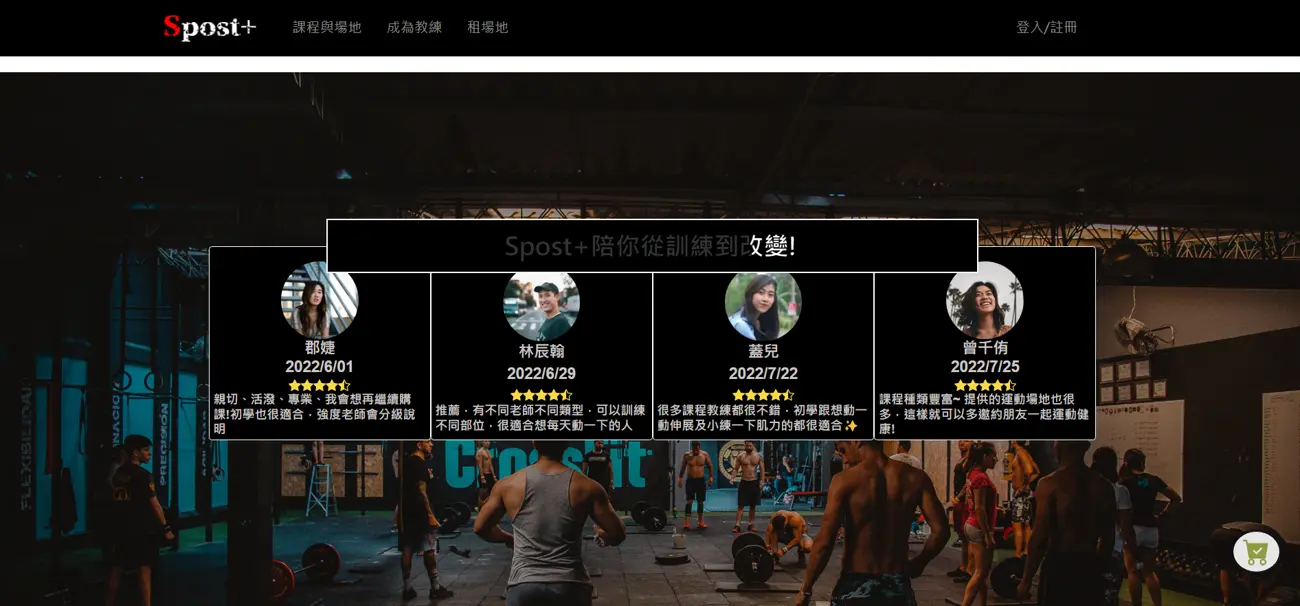 Spost+
課程與場地
成為教練
租場地
登入/註冊
Spost+陪你從訓練到改變!
郡婕
2022/6/01
親切、活潑、專業、我會想再繼續購
課!初學也很適合，強度老師會分級說
明
林辰翰
2022/6/29
推薦，有不同老師不同類型，可以訓練
不同部位，很適合想每天動一下的人
蓋兒
2022/7/22
很多課程教練都很不錯，初學跟想動一
動伸展及小練一下肌力的都很適合✨
曾千侑
2022/7/25
課程種類豐富~ 提供的運動場地也很
多，這樣就可以多邀約朋友一起運動健
康!
CrossFit
PRECISIÓN
FLEXIBILIDAD